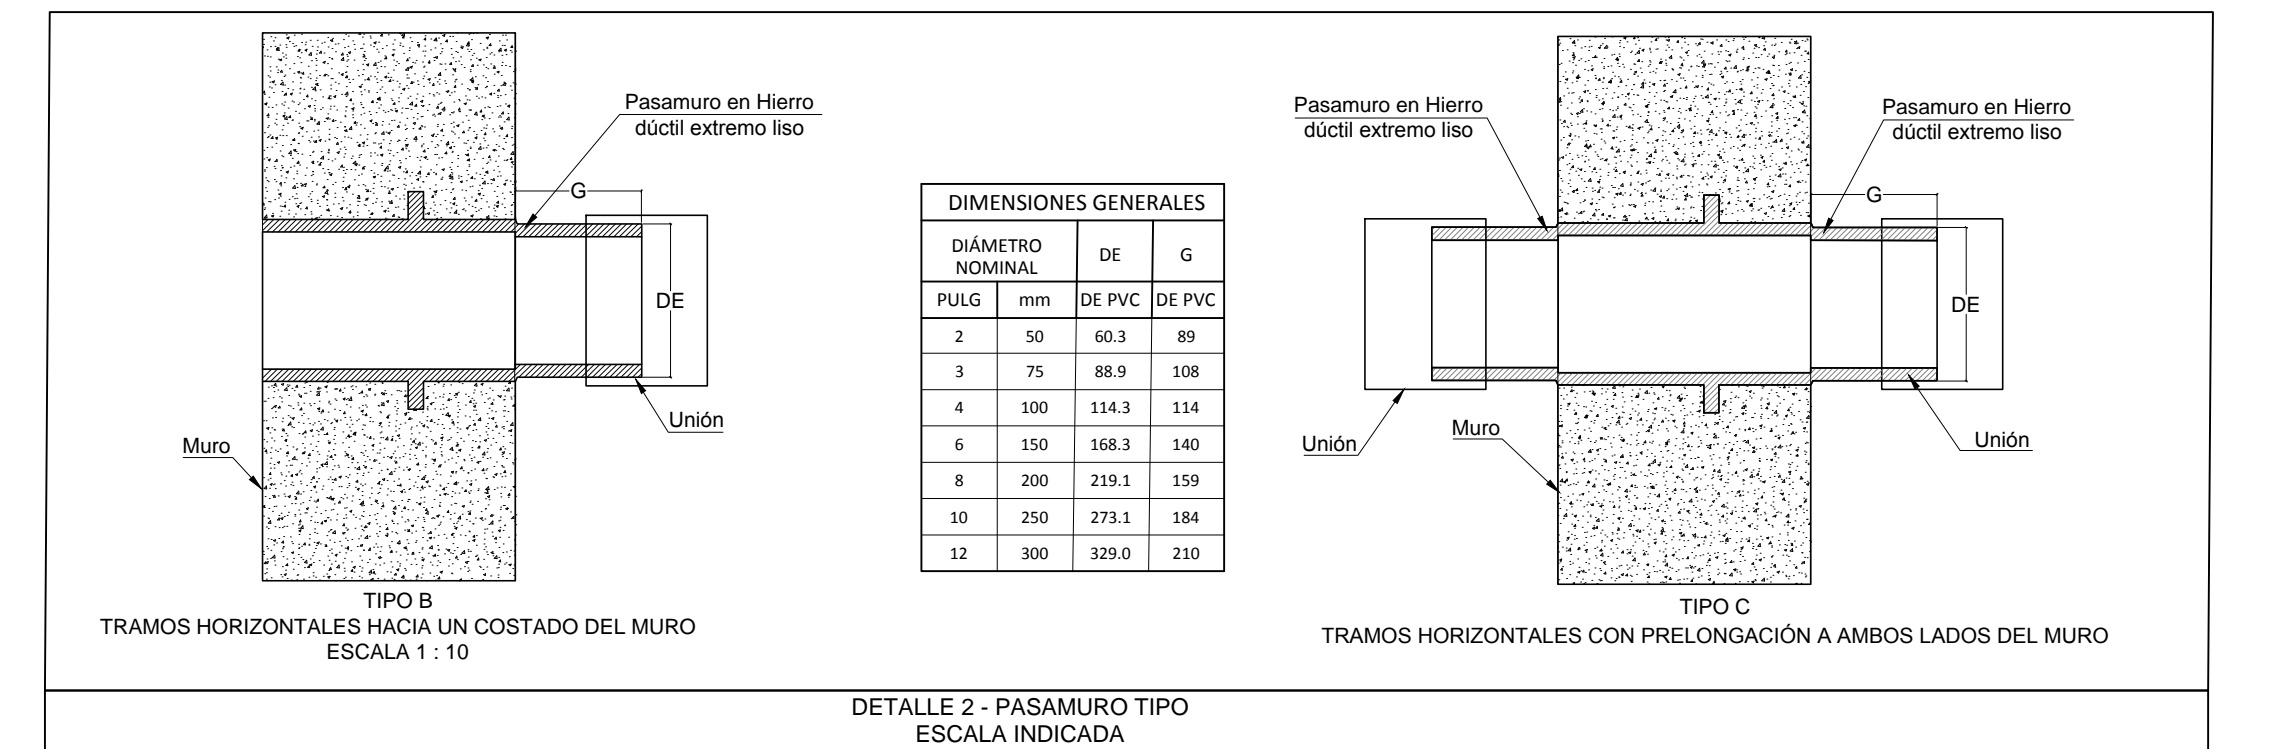 Pasamuro en Hierro
dúctil extremo liso
G
DE
Unión
Muro
TIPO B
TRAMOS HORIZONTALES HACIA UN COSTADO DEL MURO
ESCALA 1 : 10
DIMENSIONES GENERALES
DIÁMETRO
NOMINAL
DE
G
PULG mm DE PVC DE PVC
2 50 60.3 89
3 75 88.9 108
4 100 114.3 114
6 150 168.3 140
8 200 219.1 159
10 250 273.1 184
12 300 329.0 210
Pasamuro en Hierro
dúctil extremo liso
Pasamuro en Hierro
dúctil extremo liso
G
DE
Unión
Muro
Unión
TIPO C
TRAMOS HORIZONTALES CON PRELONGACIÓN A AMBOS LADOS DEL MURO
DETALLE 2 - PASAMURO TIPO
ESCALA INDICADA